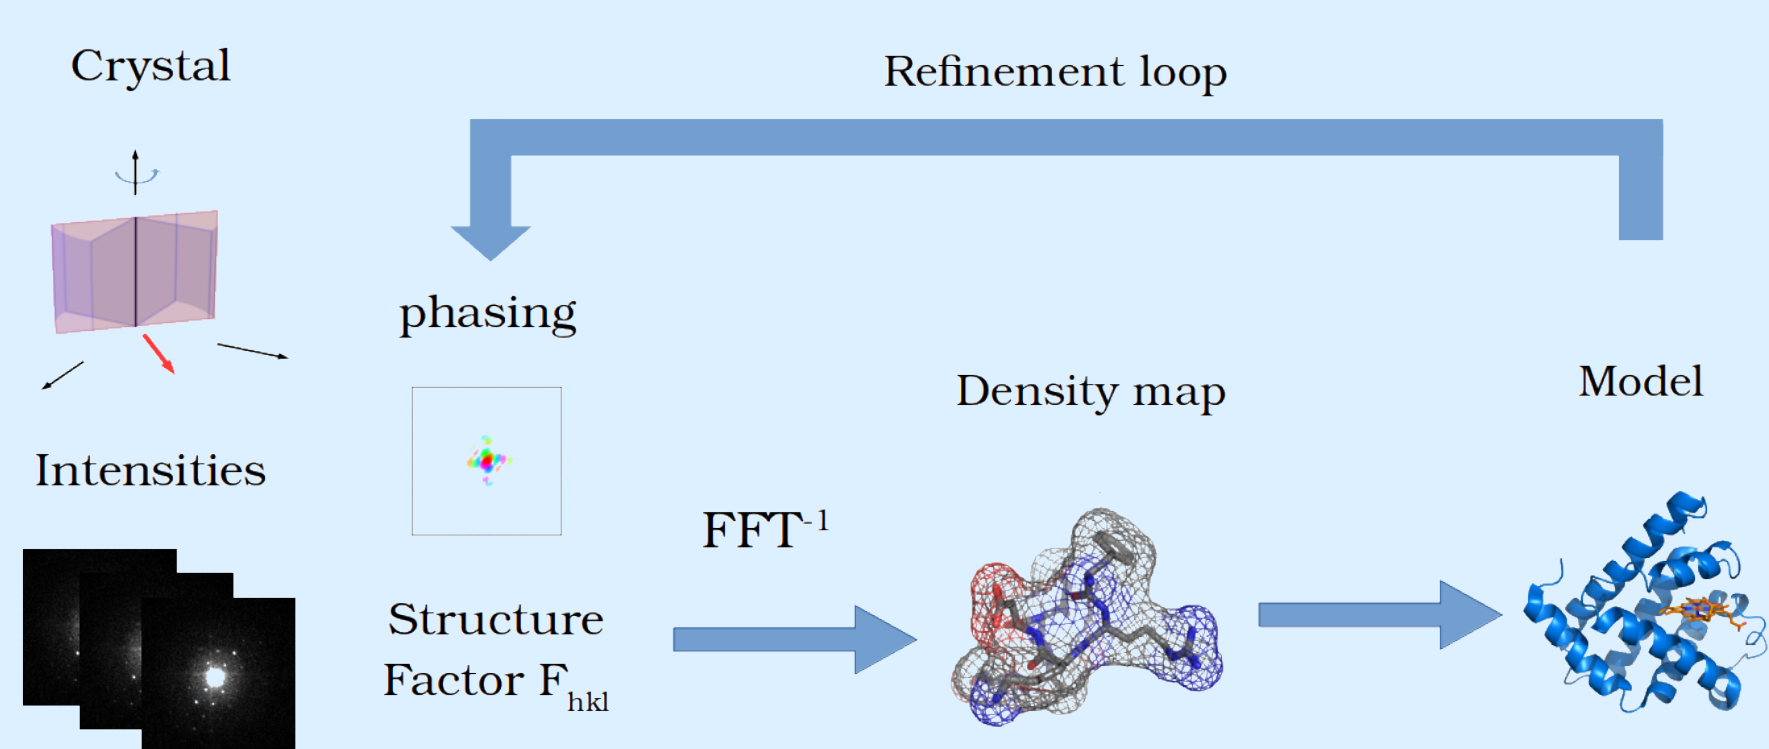 Crystal
Refinement loop
phasing
Density map
Model
Intensities
FFT-1
Structure
Factor Fhkl